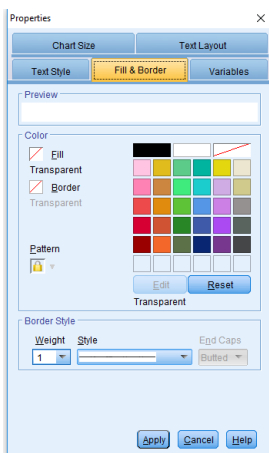 Properties
Chart Size Text Layout
Text Style Fill & Border Variables
Preview
Color
Fill
Transparent
Border
Transparent
Pattern
Edit Reset
Transparent
Border Style
Weight Style End Caps
1 Butted
Apply Cancel Help